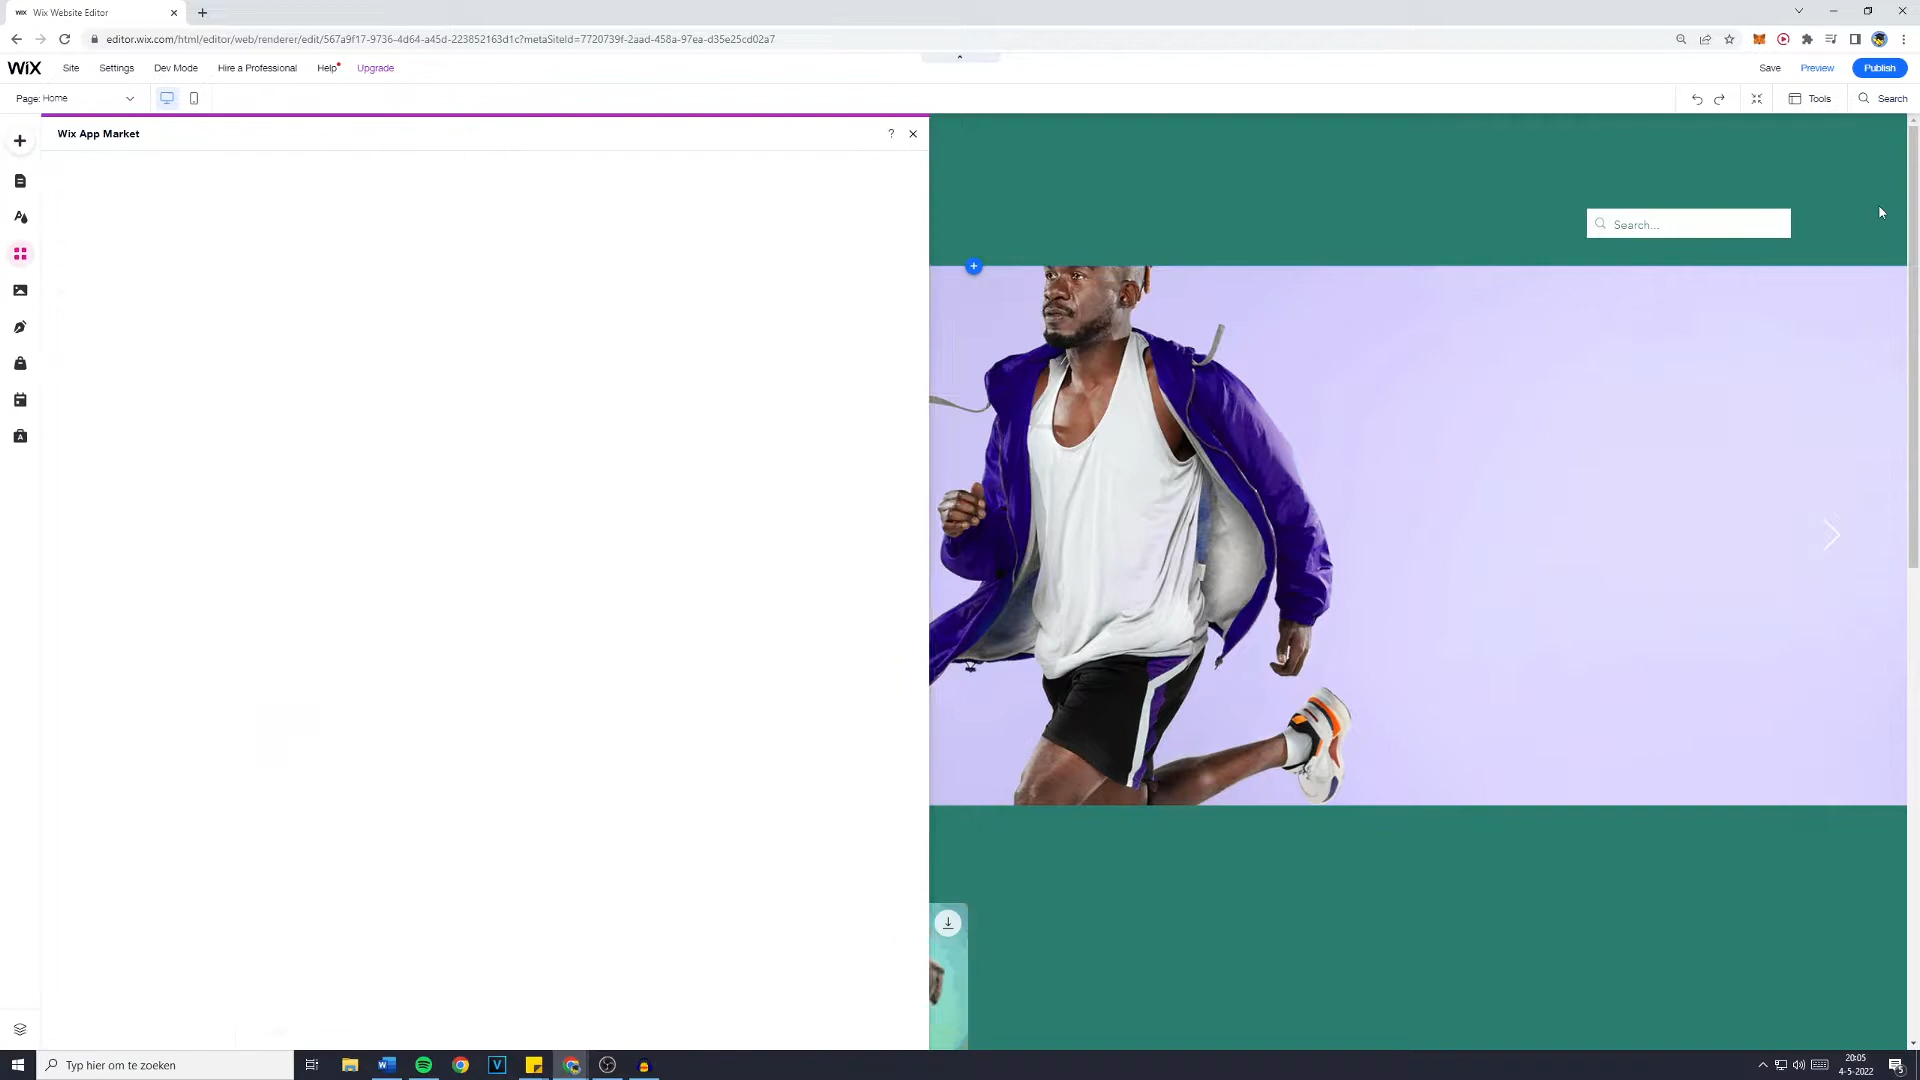 WiX Wix Website Editor
editor.wix.com/html/editor/web/renderer/edit/567a9f17-9736-4d64-a45d-223852163d1c?metaSiteId=7720739f-2aad-458a-97ea-d35e25cd02a7
WiX Site Settings Dev Mode Hire a Professional Help Upgrade Save Preview Publish
Page: Home Tools Search
Wix App Market ?
Search...
Typ hier om te zoeken
20:05
4-5-2022
5